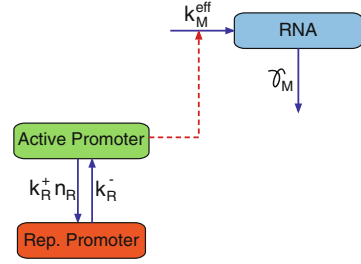 k_M^eff
RNA
γ_M
Active Promoter
k_R^+ n_R
k_R^-
Rep. Promoter